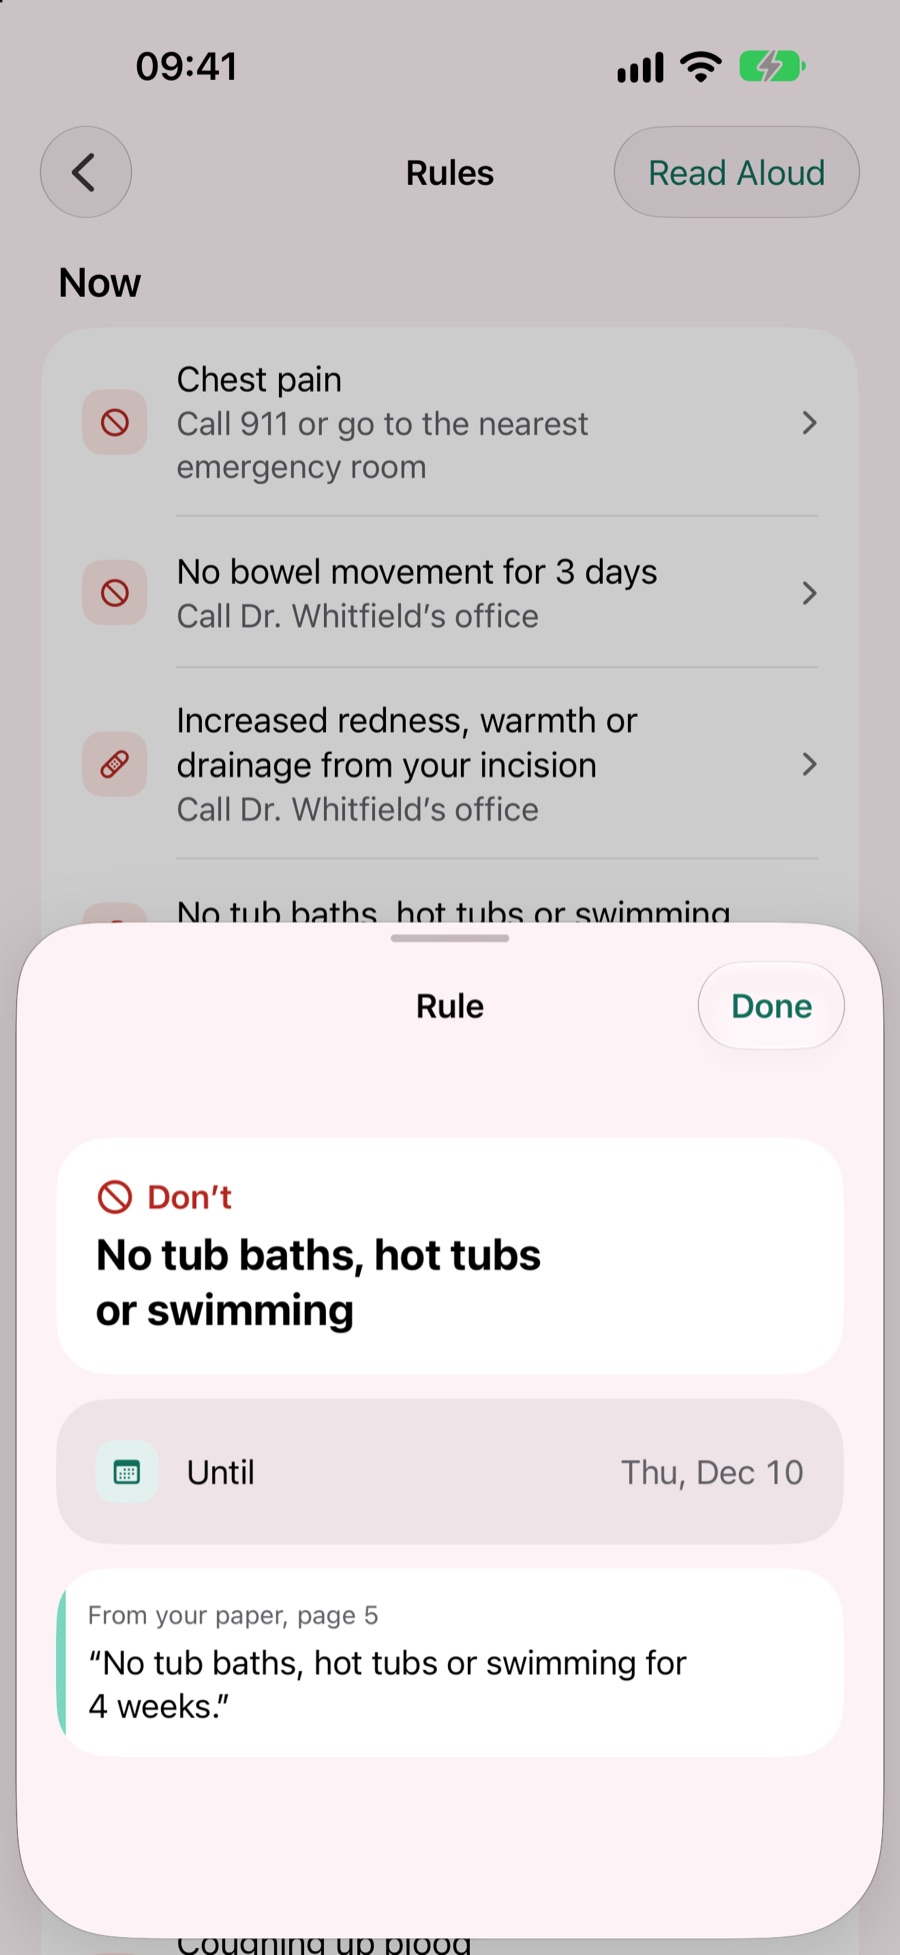 09:41
Rules
Read Aloud
Now
Chest pain
Call 911 or go to the nearest
emergency room
No bowel movement for 3 days
Call Dr. Whitfield’s office
Increased redness, warmth or
drainage from your incision
Call Dr. Whitfield’s office
No tub baths, hot tubs or swimming
Rule
Done
Don’t
No tub baths, hot tubs
or swimming
Until
Thu, Dec 10
From your paper, page 5
“No tub baths, hot tubs or swimming for
4 weeks.”
Coughing up blood